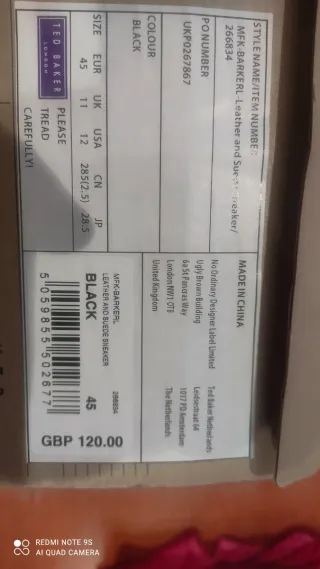 STYLE NAME/ITEM NUMBER
MFK-BARKERL-Leather and Suede Sneaker/
266834
PO NUMBER
UKP0267867
COLOUR
BLACK
SIZE EUR UK USA CN JP
45 11 12 285(2.5) 28.5
TED BAKER
LONDON
PLEASE
TREAD
CAREFULLY!
MADE IN CHINA
No Ordinary Designer Label Limited
Ugly Brown Building
6a St Pancras Way
London NW1 0TB
United Kingdom
Ted Baker Netherlands
Leidsestraat 64
1017 PD Amsterdam
The Netherlands
MFK-BARKERL 266834
LEATHER AND SUEDE SNEAKER
BLACK 45
5 059855 502677
GBP 120.00
REDMI NOTE 9S
AI QUAD CAMERA